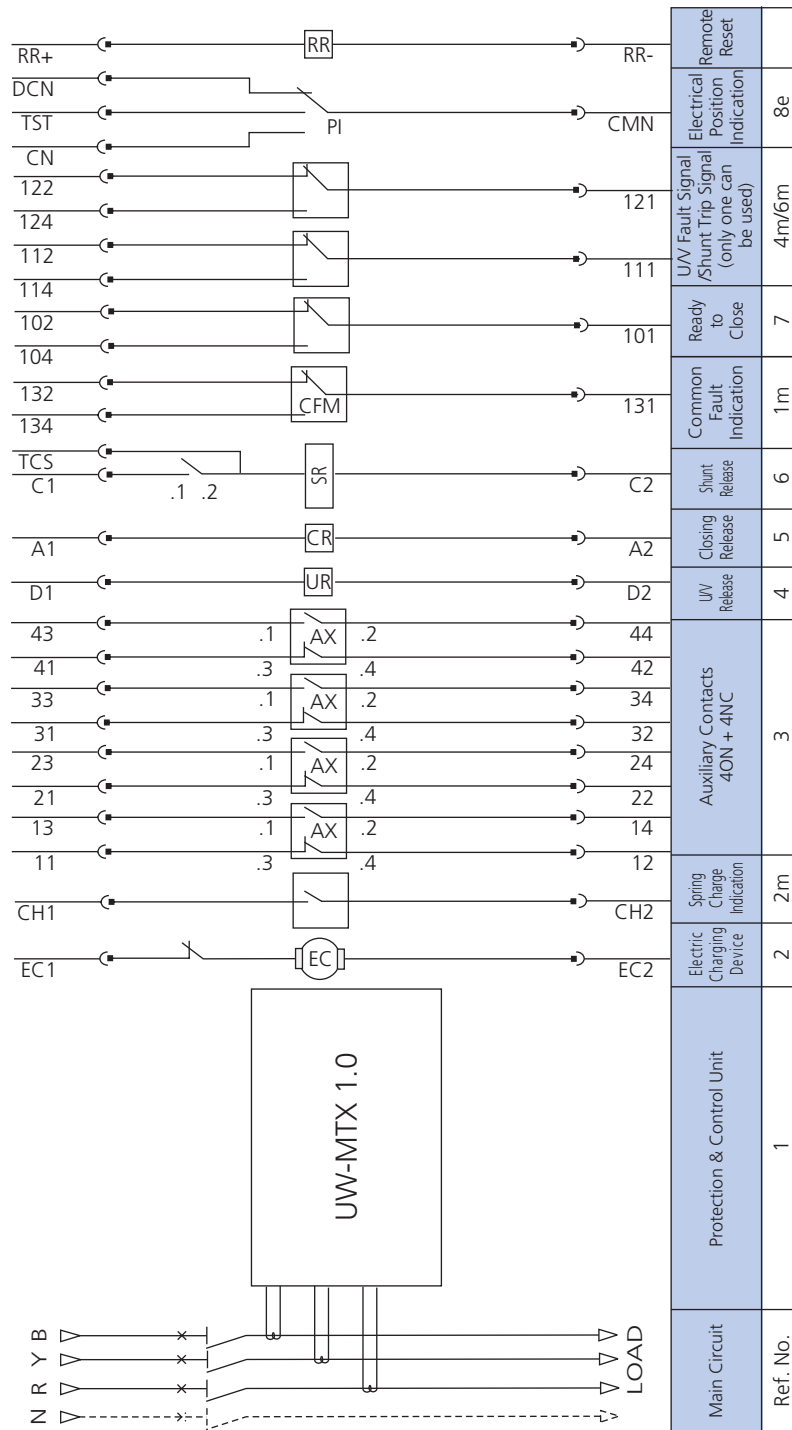 RR+ RR RR- Remote
Reset
DCN
TST PI CMN Electrical
Position
Indication 8e
CN
122
124 121 U/V Fault Signal
/Shunt Trip Signal
(only one can
be used) 4m/6m
112
114 111
102
104 101 Ready
to
Close 7
132
134 CFM 131 Common
Fault
Indication 1m
TCS
C1 .1 .2 SR C2 Shunt
Release 6
A1 CR A2 Closing
Release 5
D1 UR D2 U/V
Release 4
43 .1 AX .2 44
41 .3 .4 42
33 .1 AX .2 34
31 .3 .4 32
Auxiliary Contacts
4ON + 4NC 3
23 .1 AX .2 24
21 .3 .4 22
13 .1 AX .2 14
11 .3 .4 12
CH1 CH2 Spring
Charge
Indication 2m
EC1 EC EC2 Electric
Charging
Device 2
UW-MTX 1.0
Protection & Control Unit 1
B
Y
R
N
LOAD
Main Circuit Ref. No.